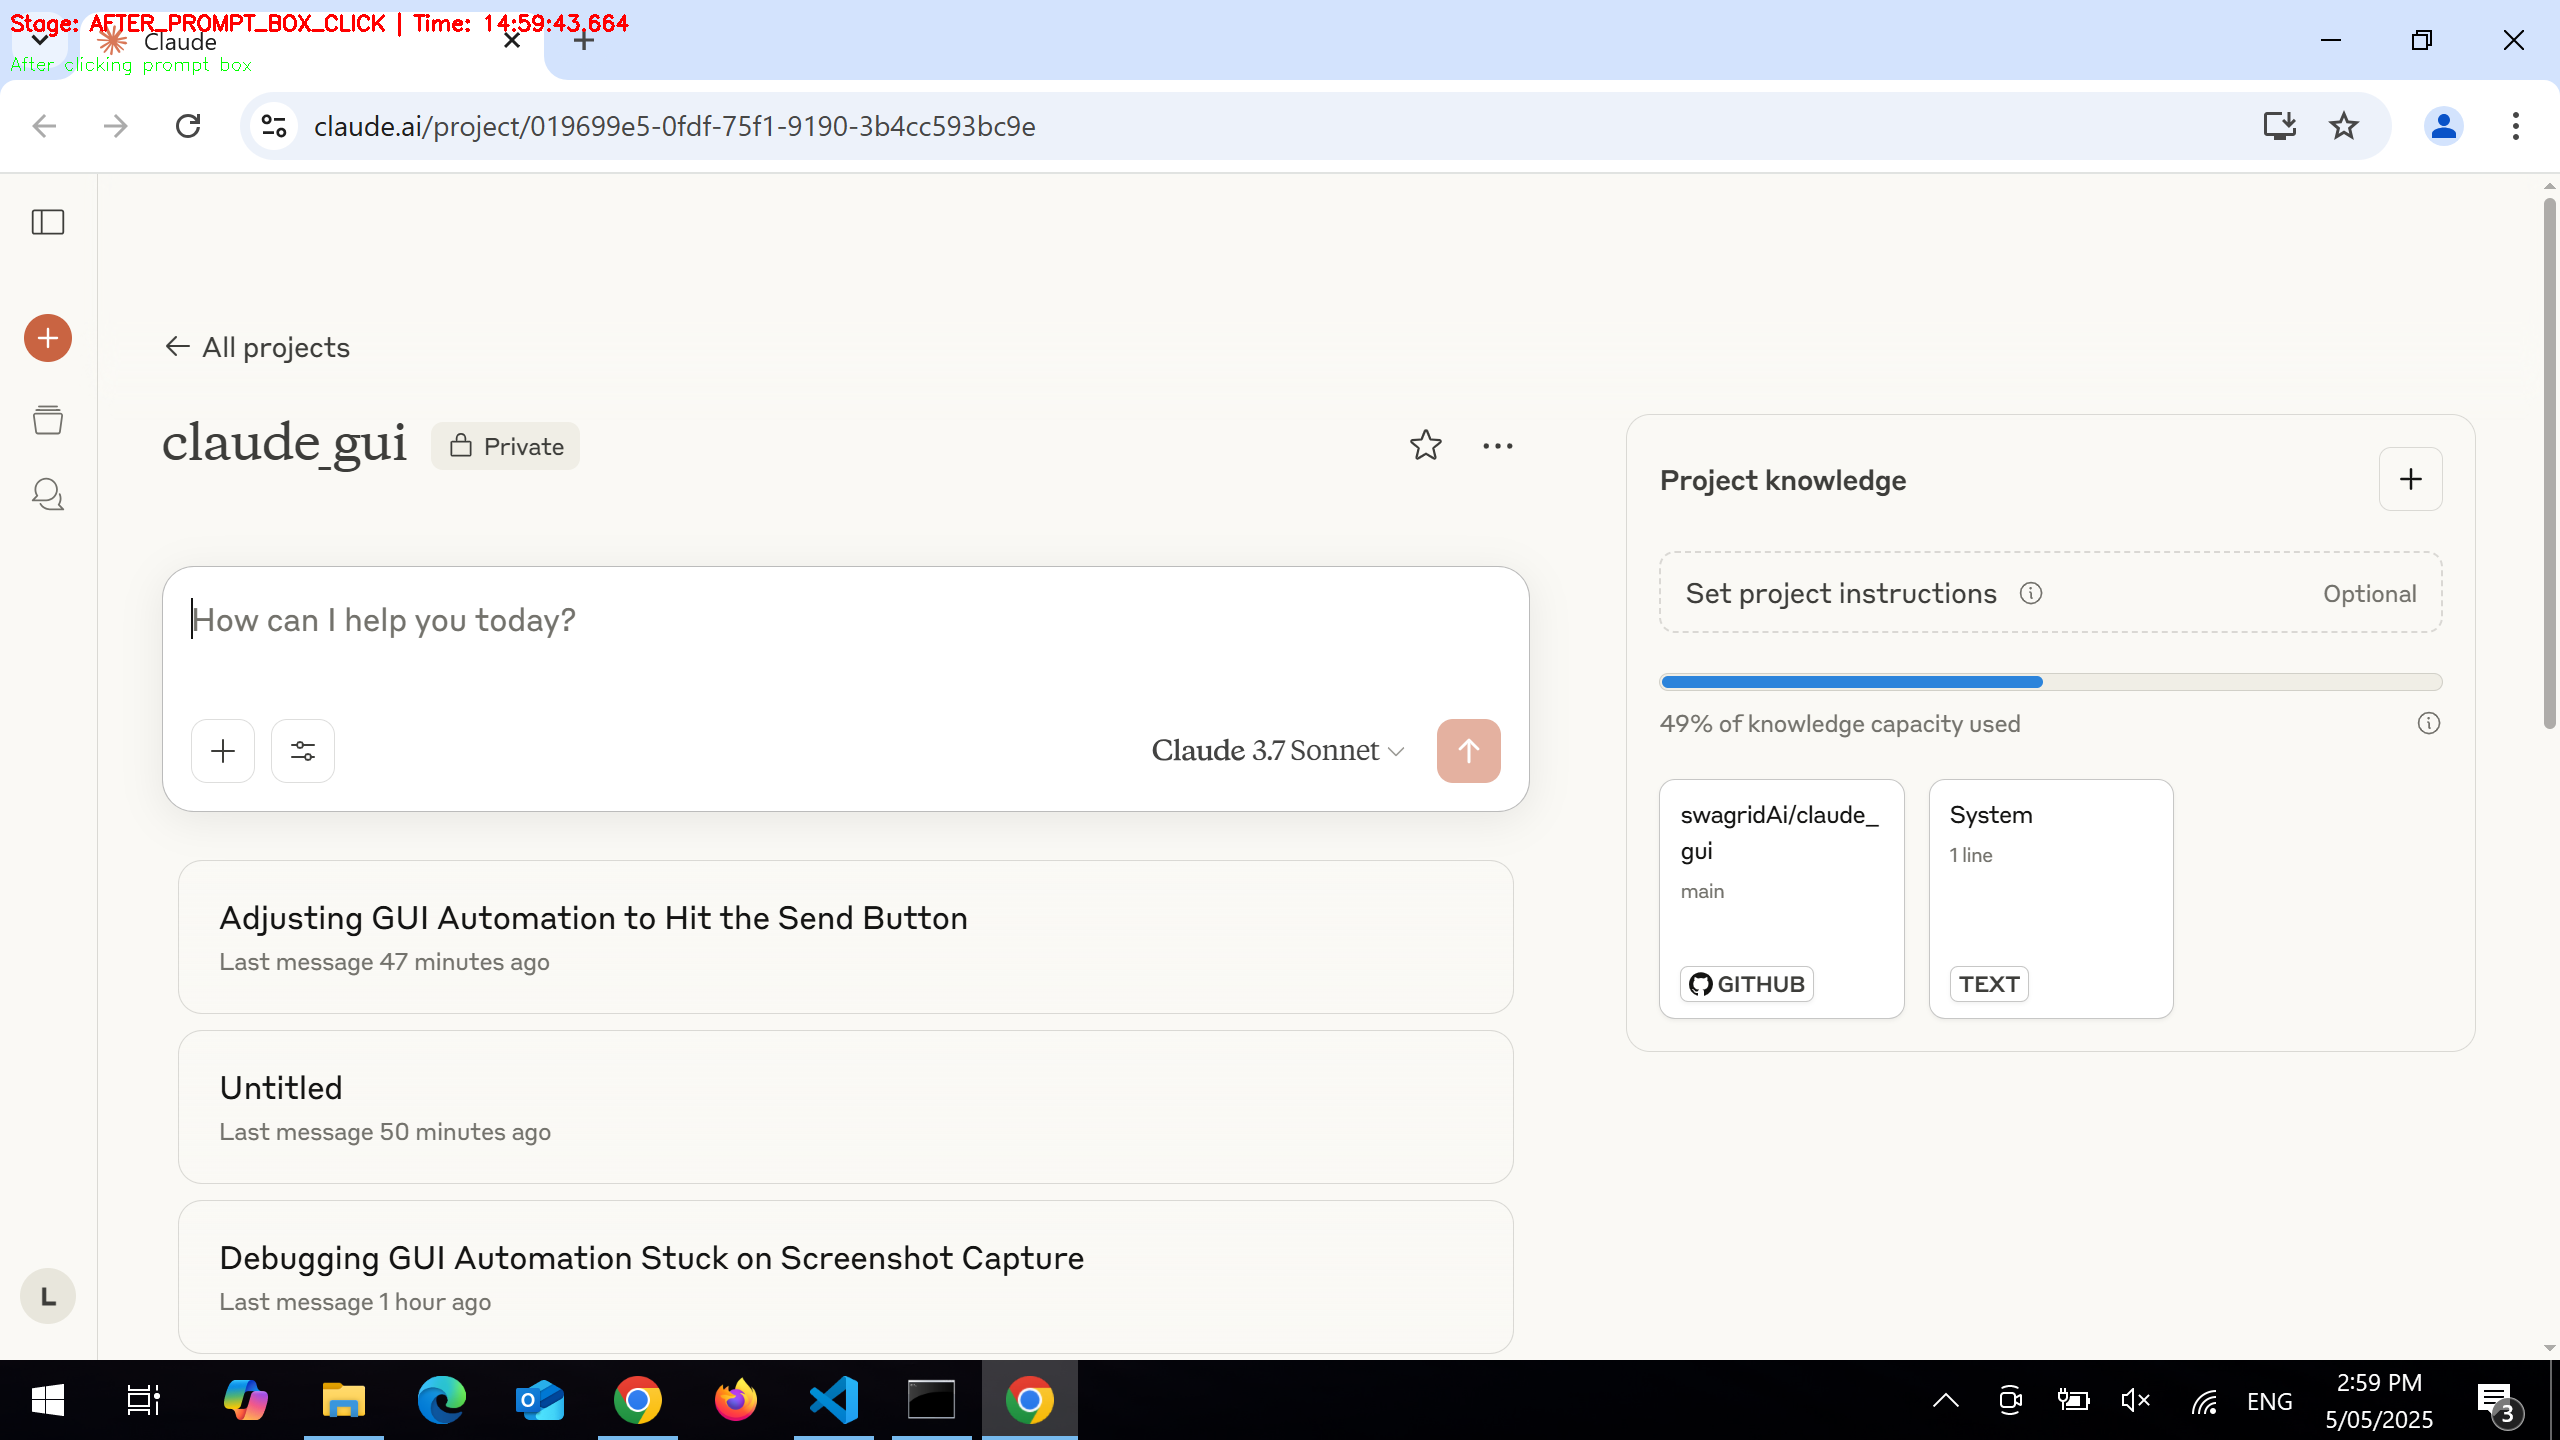 Stage: AFTER_PROMPT_BOX_CLICK | Time: 14:59:43.664
Claude
After clicking prompt box
claude.ai/project/019699e5-0fdf-75f1-9190-3b4cc593bc9e
All projects
claude_gui
Private
Project knowledge
Set project instructions
Optional
How can I help you today?
49% of knowledge capacity used
Claude 3.7 Sonnet
swagridAi/claude_
gui
main
GITHUB
System
1 line
TEXT
Adjusting GUI Automation to Hit the Send Button
Last message 47 minutes ago
Untitled
Last message 50 minutes ago
Debugging GUI Automation Stuck on Screenshot Capture
Last message 1 hour ago
L
ENG
2:59 PM
5/05/2025
3